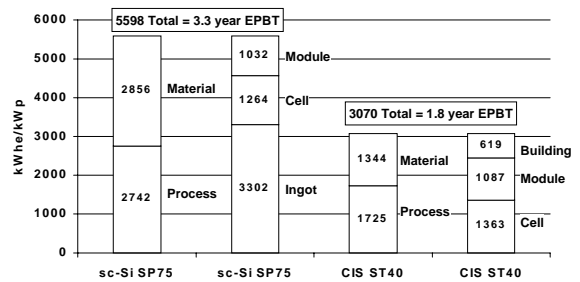 5598 Total = 3.3 year EPBT
6000
5000
4000
3000
2000
1000
0
kWhe/kWp
2856 Material
2742 Process
1032 Module
1264 Cell
3302 Ingot
3070 Total = 1.8 year EPBT
1344 Material
1725 Process
619 Building
1087 Module
1363 Cell
sc-Si SP75 sc-Si SP75 CIS ST40 CIS ST40